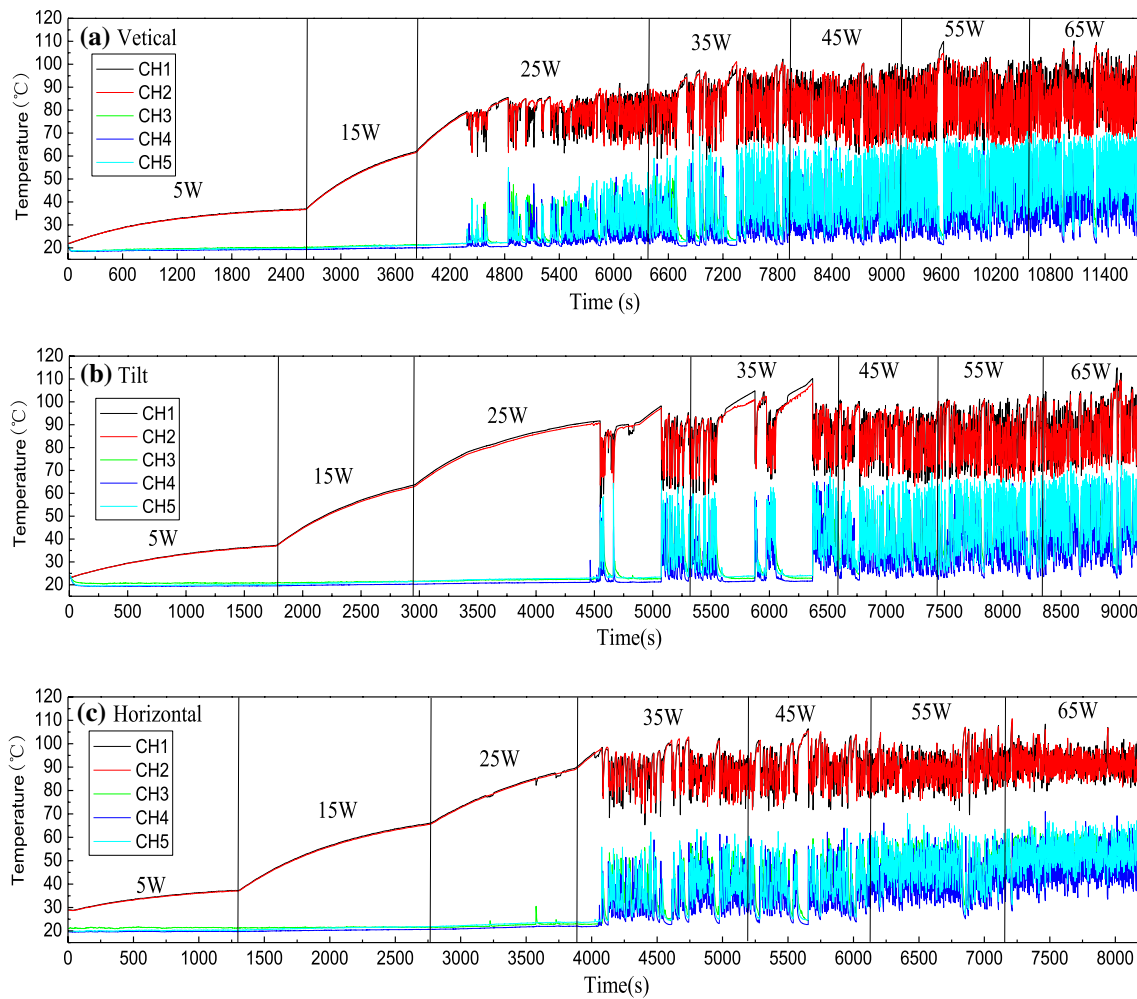 (a) Vetical
CH1
CH2
CH3
CH4
CH5
5W
15W
25W
35W
45W
55W
65W
Temperature(℃)
120
110
100
90
80
70
60
50
40
30
20
0 600 1200 1800 2400 3000 3600 4200 4800 5400 6000 6600 7200 7800 8400 9000 9600 10200 10800 11400
Time (s)
(b) Tilt
CH1
CH2
CH3
CH4
CH5
5W
15W
25W
35W
45W
55W
65W
Temperature(℃)
120
110
100
90
80
70
60
50
40
30
20
0 500 1000 1500 2000 2500 3000 3500 4000 4500 5000 5500 6000 6500 7000 7500 8000 8500 9000
Time(s)
(c) Horizontal
CH1
CH2
CH3
CH4
CH5
5W
15W
25W
35W
45W
55W
65W
Temperature(℃)
120
110
100
90
80
70
60
50
40
30
20
0 500 1000 1500 2000 2500 3000 3500 4000 4500 5000 5500 6000 6500 7000 7500 8000
Time(s)